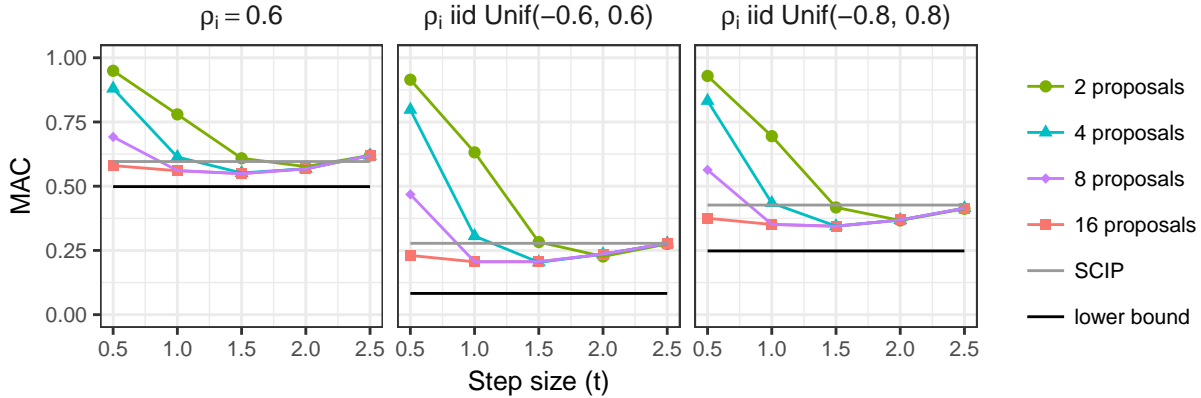 ρi = 0.6
ρi iid Unif(−0.6, 0.6)
ρi iid Unif(−0.8, 0.8)
MAC
1.00
0.75
0.50
0.25
0.00
0.5 1.0 1.5 2.0 2.5
0.5 1.0 1.5 2.0 2.5
0.5 1.0 1.5 2.0 2.5
Step size (t)
2 proposals
4 proposals
8 proposals
16 proposals
SCIP
lower bound